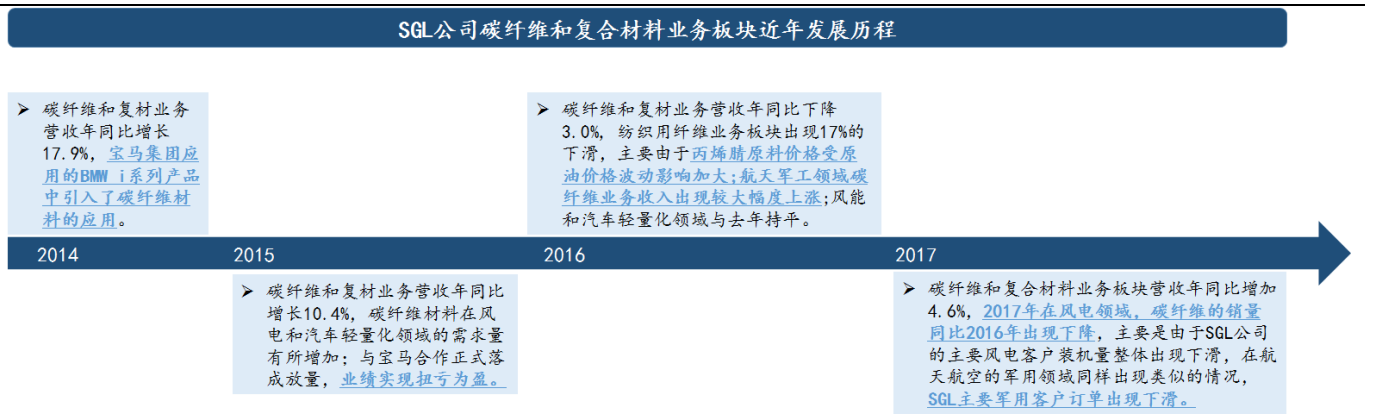 SGL公司碳纤维和复合材料业务板块近年发展历程
➢ 碳纤维和复材业务
营收年同比增长
17.9%, 宝马集团应
用的BMW i系列产品
中引入了碳纤维材
料的应用。
➢ 碳纤维和复材业务营收年同比下降
3.0%, 纺织用纤维业务板块出现17%的
下滑, 主要由于丙烯腈原料价格受原
油价格波动影响加大;航天军工领域碳
纤维业务收入出现较大幅度上涨;风能
和汽车轻量化领域与去年持平。
2014 2015 2016 2017
➢ 碳纤维和复材业务营收年同比
增长10.4%, 碳纤维材料在风
电和汽车轻量化领域的需求量
有所增加; 与宝马合作正式落
成放量, 业绩实现扭亏为盈。
➢ 碳纤维和复合材料业务板块营收年同比增加
4.6%, 2017年在风电领域, 碳纤维的销量
同比2016年出现下降, 主要是由于SGL公司
的主要风电客户装机量整体出现下滑, 在航
天航空的军用领域同样出现类似的情况,
SGL主要军用客户订单出现下滑。